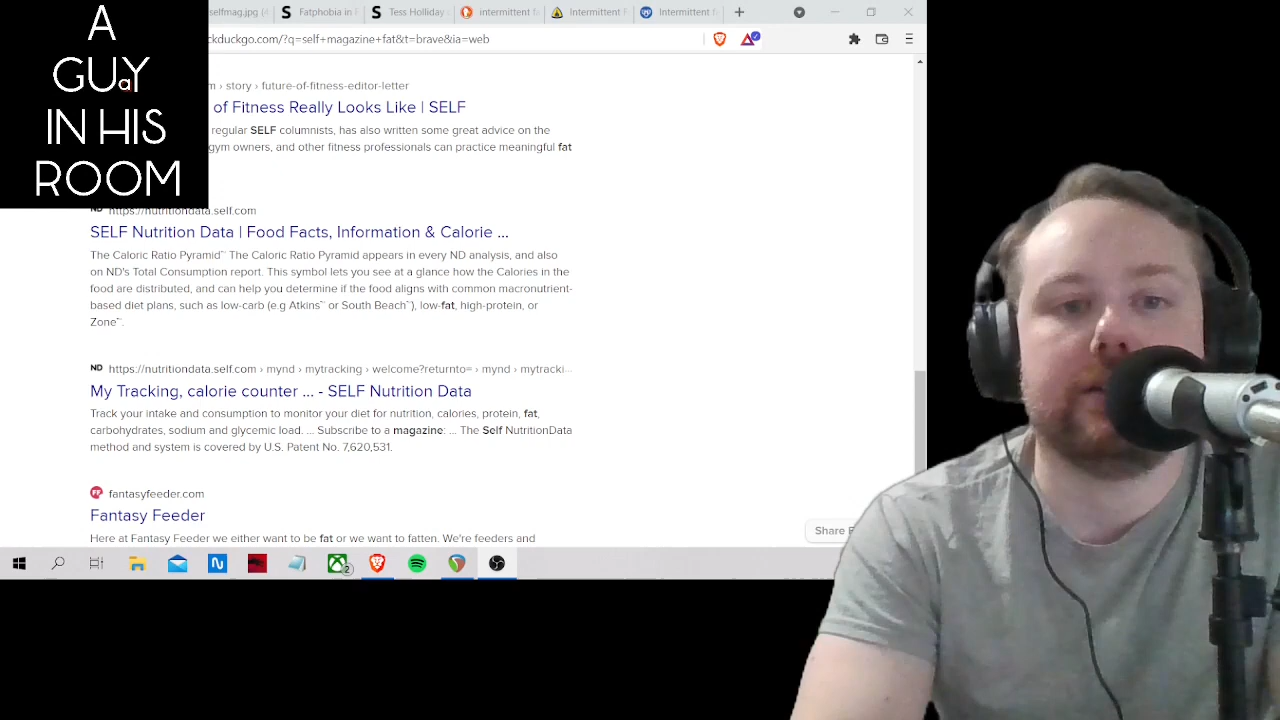 A
GUY
a
IN HIS
ROOM
selfmag.jpg (4
Fatphobia in F
Tess Holliday
intermittent fa
Intermittent F
Intermittent fa
ckduckgo.com/?q=self+magazine+fat&t=brave&ia=web
m › story › future-of-fitness-editor-letter
of Fitness Really Looks Like | SELF
regular SELF columnists, has also written some great advice on the
gym owners, and other fitness professionals can practice meaningful fat
ND https://nutritiondata.self.com
SELF Nutrition Data | Food Facts, Information & Calorie ...
The Caloric Ratio Pyramid™ The Caloric Ratio Pyramid appears in every ND analysis, and also
on ND's Total Consumption report. This symbol lets you see at a glance how the Calories in the
food are distributed, and can help you determine if the food aligns with common macronutrient-
based diet plans, such as low-carb (e.g Atkins™ or South Beach™), low-fat, high-protein, or
Zone™.
ND https://nutritiondata.self.com › mynd › mytracking › welcome?returnto= › mynd › mytracki...
My Tracking, calorie counter ... - SELF Nutrition Data
Track your intake and consumption to monitor your diet for nutrition, calories, protein, fat,
carbohydrates, sodium and glycemic load. ... Subscribe to a magazine: ... The Self NutritionData
method and system is covered by U.S. Patent No. 7,620,531.
FF fantasyfeeder.com
Fantasy Feeder
Here at Fantasy Feeder we either want to be fat or we want to fatten. We're feeders and
Share F
2